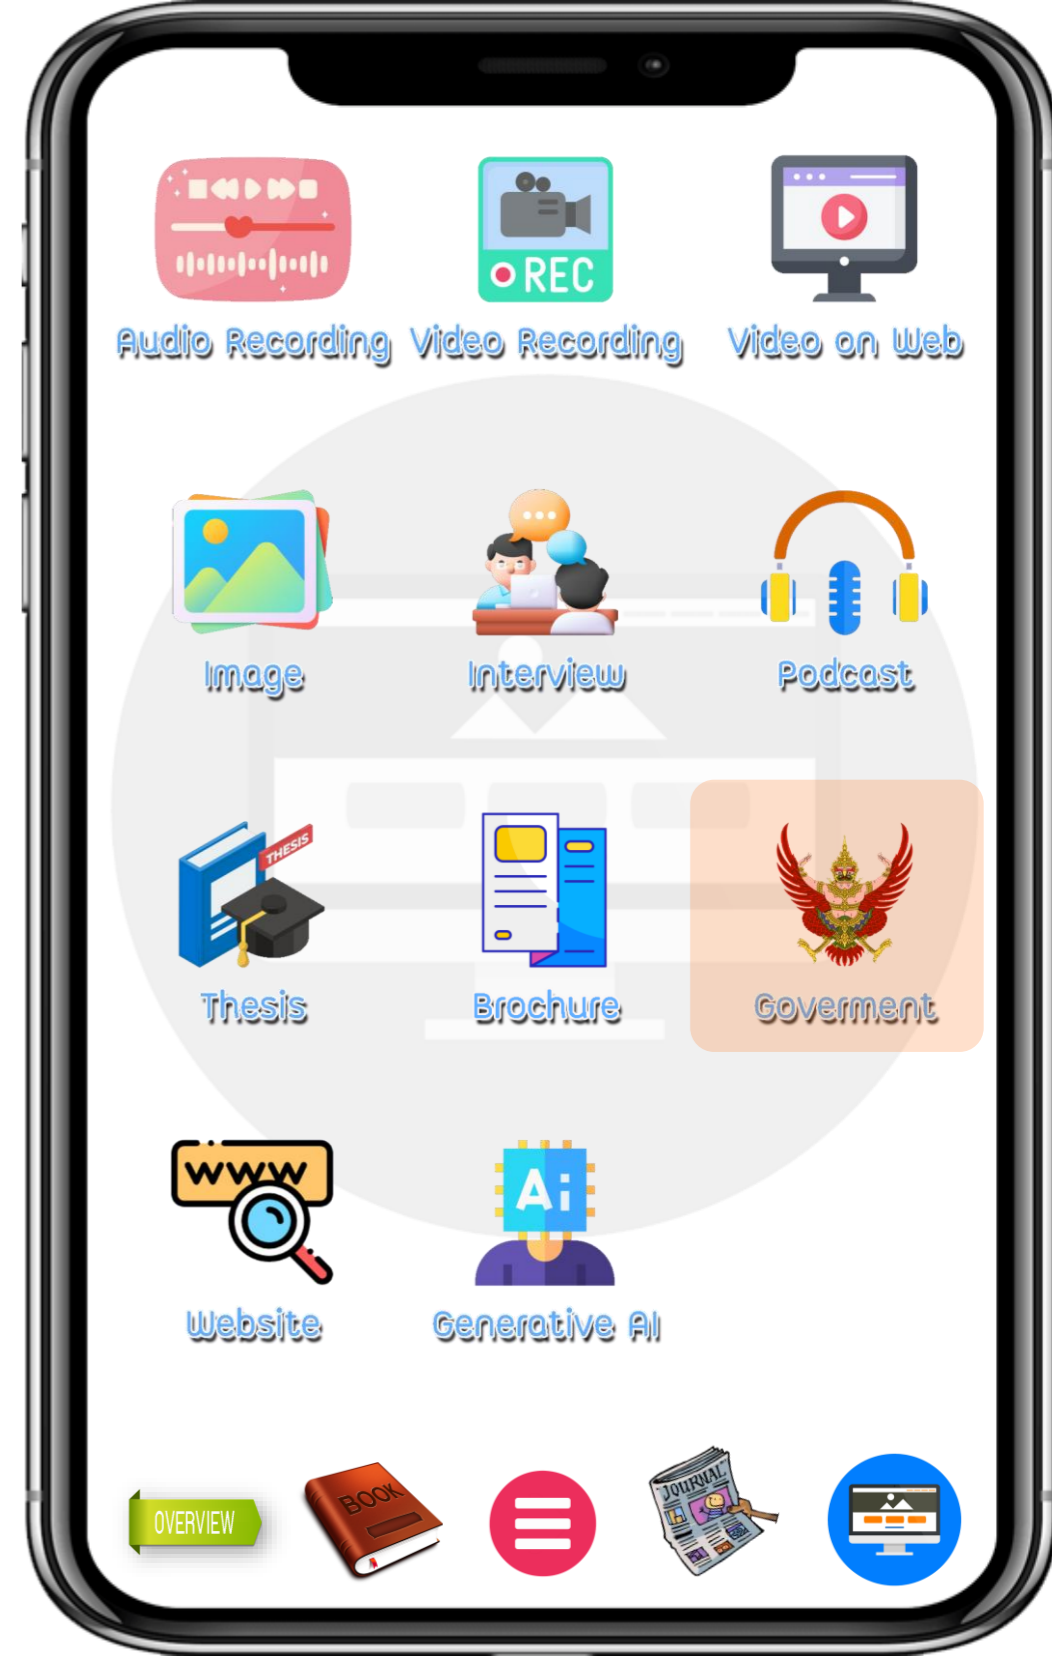 REC
Audio Recording Video Recording Video on Web
Image Interview Podcast
THESIS
Thesis Brochure Goverment
WWW
Ai
Website Generative AI
OVERVIEW BOOK JOURNAL